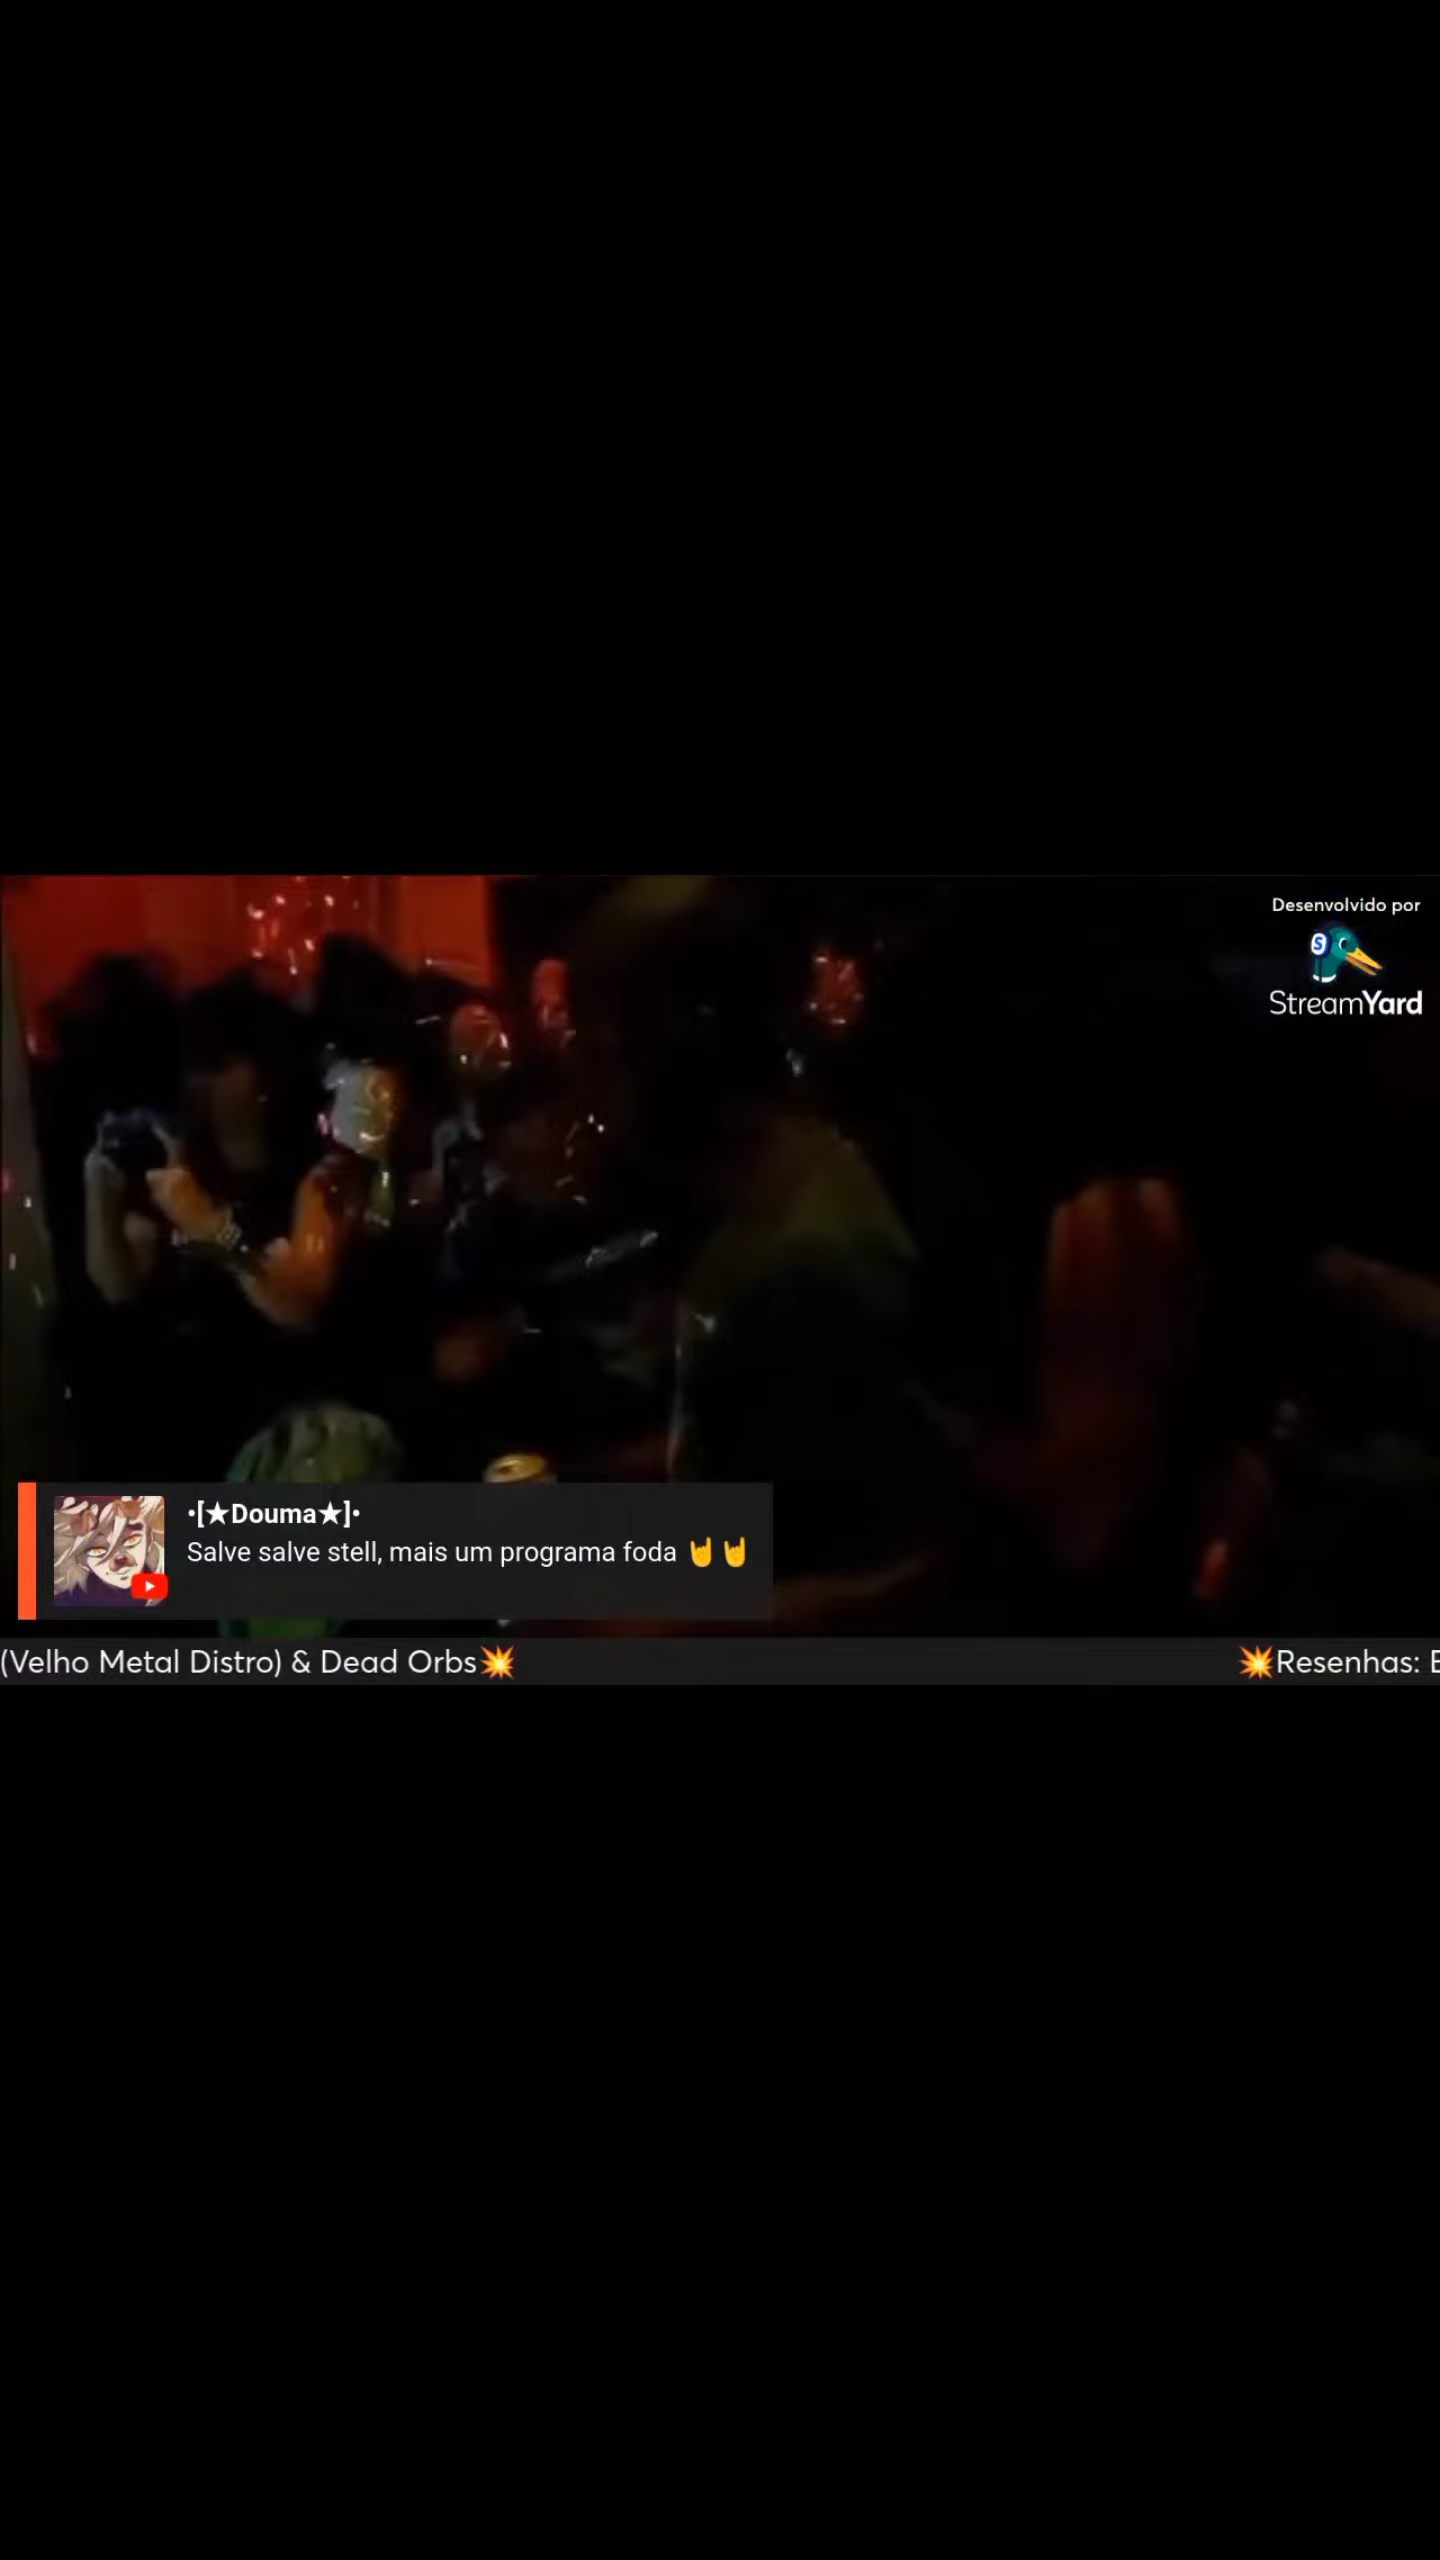 Desenvolvido por
StreamYard
•[★Douma★]•
Salve salve stell, mais um programa foda 🤘🤘
(Velho Metal Distro) & Dead Orbs💥 💥Resenhas: